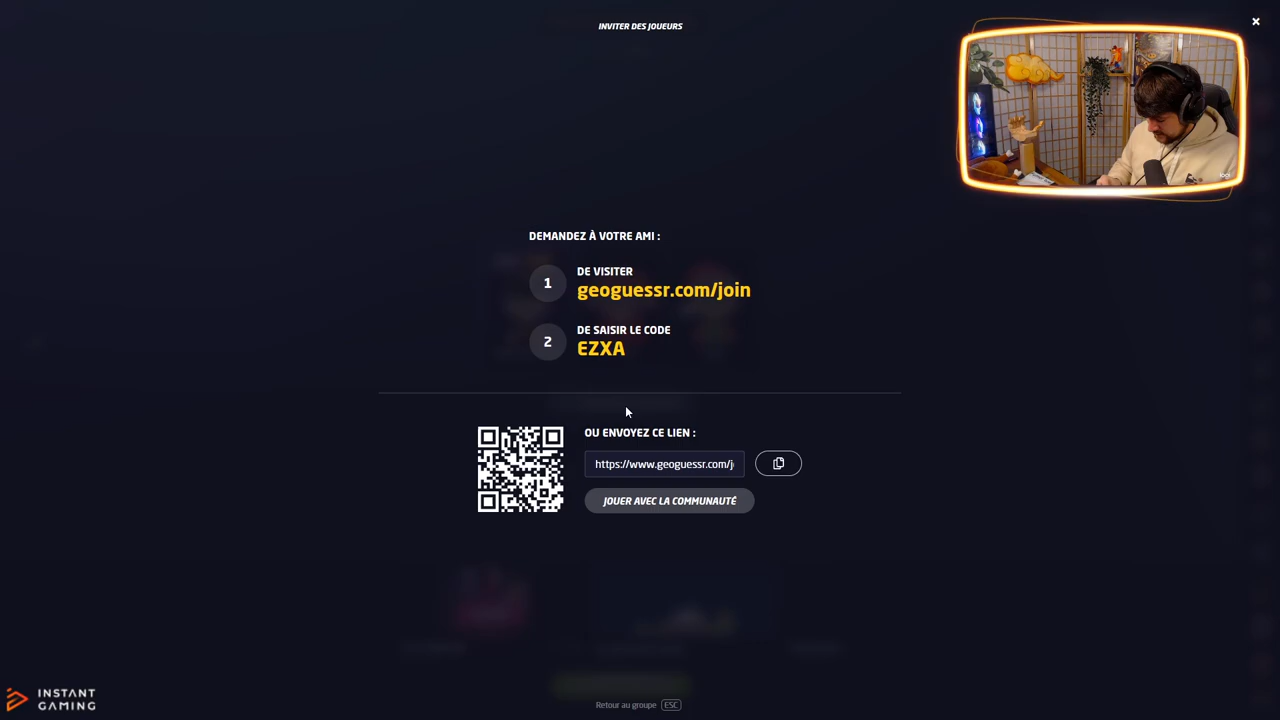 INVITER DES JOUEURS
DEMANDEZ À VOTRE AMI :
1
DE VISITER
geoguessr.com/join
2
DE SAISIR LE CODE
EZXA
OU ENVOYEZ CE LIEN :
https://www.geoguessr.com/j
JOUER AVEC LA COMMUNAUTÉ
INSTANT
GAMING
Retour au groupe ESC